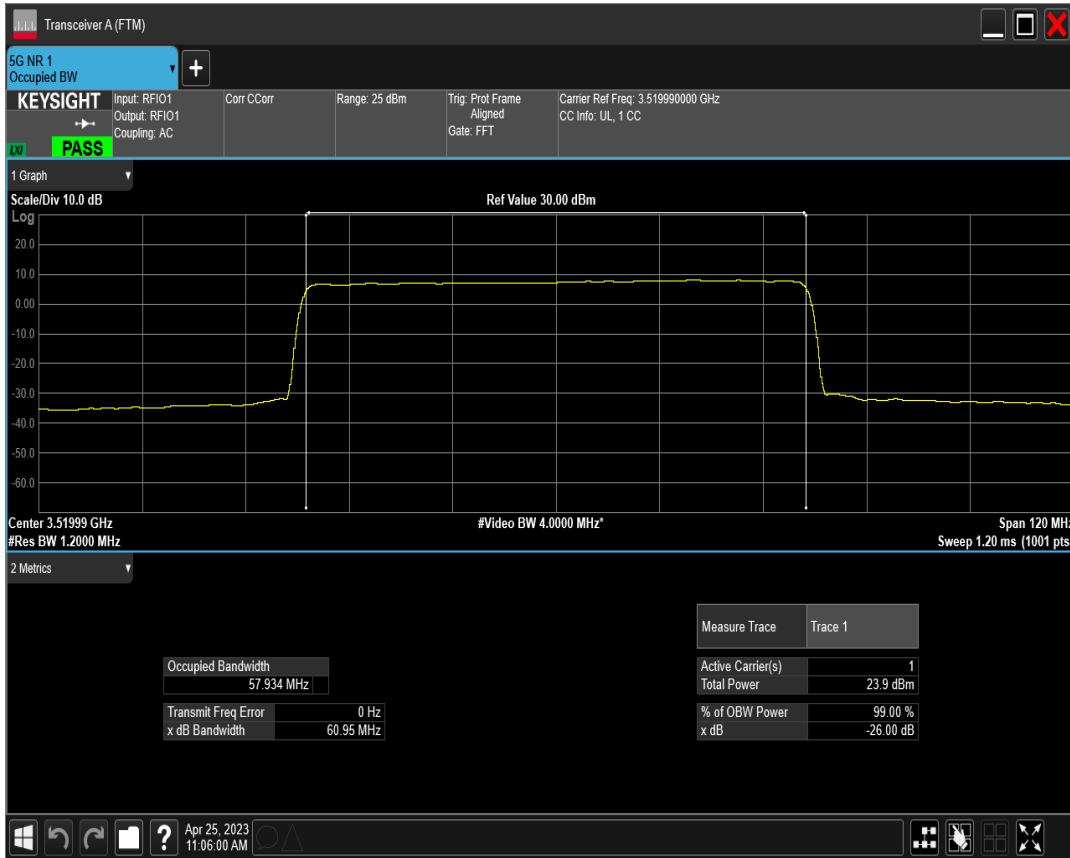 Transceiver A (FTM)
5G NR 1
Occupied BW
+
KEYSIGHT
LXI
PASS
Input: RFIO1
Output: RFIO1
Coupling: AC
Corr CCorr
Range: 25 dBm
Trig: Prot Frame
Aligned
Gate: FFT
Carrier Ref Freq: 3.519990000 GHz
CC Info: UL, 1 CC
1 Graph
Scale/Div 10.0 dB
Ref Value 30.00 dBm
Log
20.0
10.0
0.00
-10.0
-20.0
-30.0
-40.0
-50.0
-60.0
Center 3.51999 GHz
#Video BW 4.0000 MHz*
Span 120 MHz
#Res BW 1.2000 MHz
Sweep 1.20 ms (1001 pts
2 Metrics
Measure Trace Trace 1
Occupied Bandwidth
57.934 MHz
Active Carrier(s) 1
Total Power 23.9 dBm
Transmit Freq Error 0 Hz
x dB Bandwidth 60.95 MHz
% of OBW Power 99.00 %
x dB -26.00 dB
?
Apr 25, 2023
11:06:00 AM